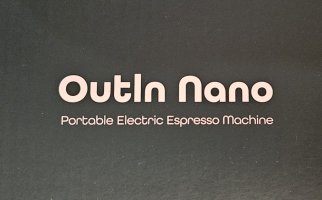 OutIn Nano
Portable Electric Espresso Machine